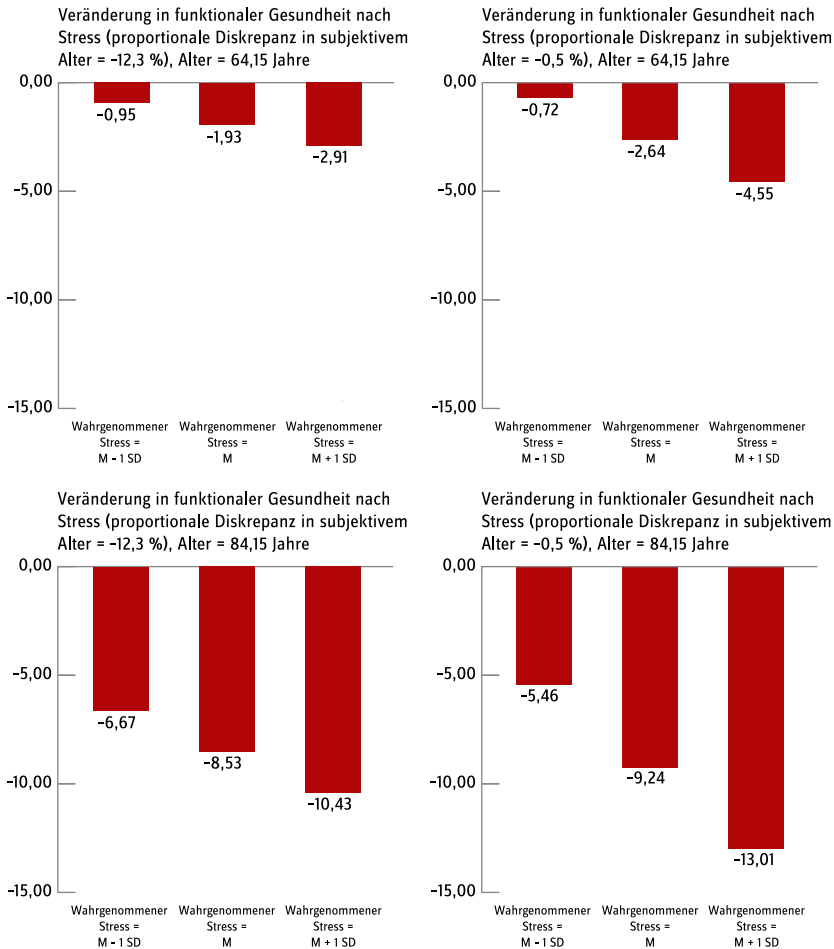 Veränderung in funktionaler Gesundheit nach
Stress (proportionale Diskrepanz in subjektivem
Alter = –12,3 %), Alter = 64,15 Jahre
0,00
–5,00
–10,00
–15,00
–0,95
–1,93
–2,91
Wahrgenommener
Stress =
M – 1 SD
Wahrgenommener
Stress =
M
Wahrgenommener
Stress =
M + 1 SD
Veränderung in funktionaler Gesundheit nach
Stress (proportionale Diskrepanz in subjektivem
Alter = –0,5 %), Alter = 64,15 Jahre
0,00
–5,00
–10,00
–15,00
–0,72
–2,64
–4,55
Wahrgenommener
Stress =
M – 1 SD
Wahrgenommener
Stress =
M
Wahrgenommener
Stress =
M + 1 SD
Veränderung in funktionaler Gesundheit nach
Stress (proportionale Diskrepanz in subjektivem
Alter = –12,3 %), Alter = 84,15 Jahre
0,00
–5,00
–10,00
–15,00
–6,67
–8,53
–10,43
Wahrgenommener
Stress =
M – 1 SD
Wahrgenommener
Stress =
M
Wahrgenommener
Stress =
M + 1 SD
Veränderung in funktionaler Gesundheit nach
Stress (proportionale Diskrepanz in subjektivem
Alter = –0,5 %), Alter = 84,15 Jahre
0,00
–5,00
–10,00
–15,00
–5,46
–9,24
–13,01
Wahrgenommener
Stress =
M – 1 SD
Wahrgenommener
Stress =
M
Wahrgenommener
Stress =
M + 1 SD